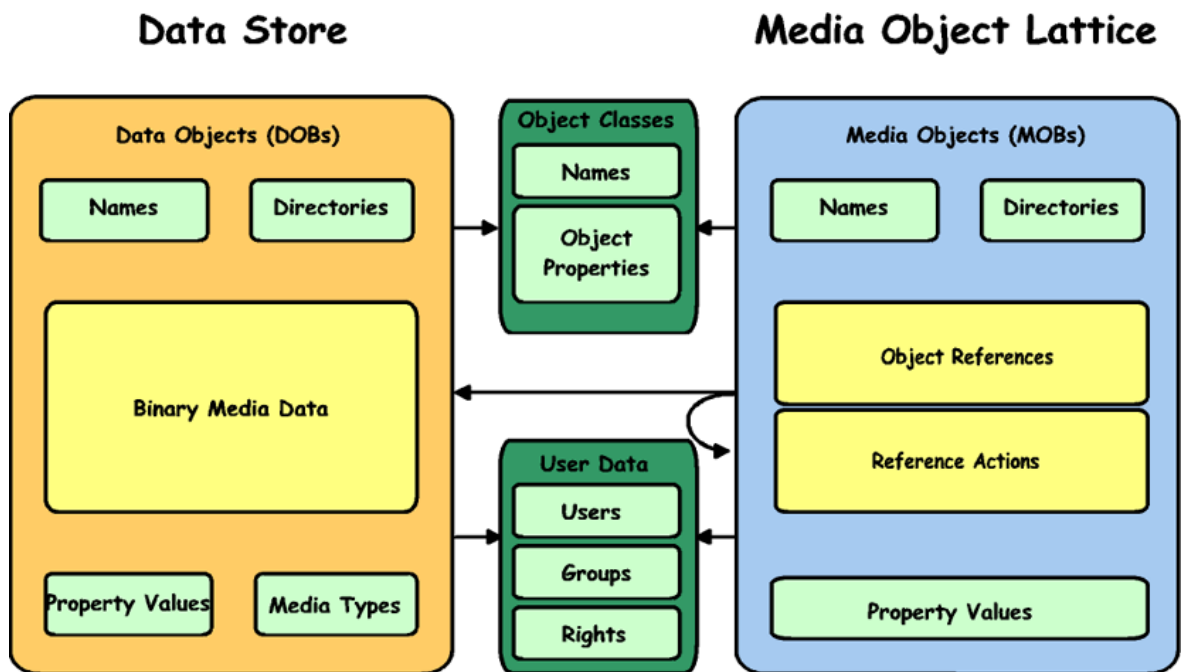 Data Store
Media Object Lattice
Data Objects (DOBs)
Names
Directories
Binary Media Data
Property Values
Media Types
Object Classes
Names
Object
Properties
User Data
Users
Groups
Rights
Media Objects (MOBs)
Names
Directories
Object References
Reference Actions
Property Values